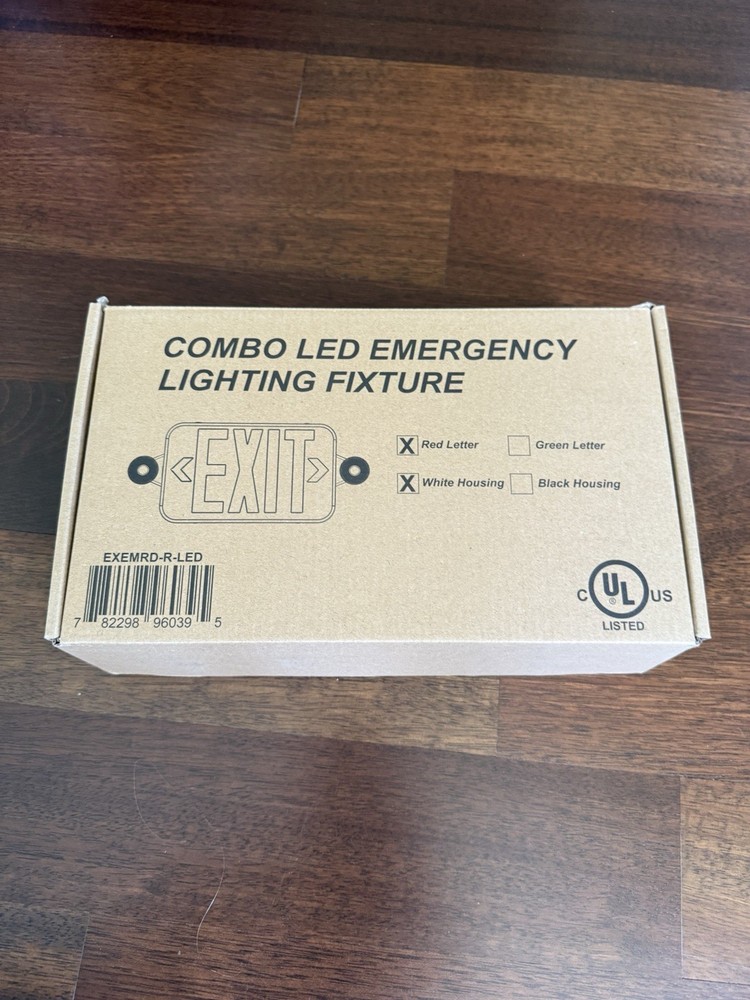 COMBO LED EMERGENCY
LIGHTING FIXTURE
EXIT
X Red Letter Green Letter
X White Housing Black Housing
EXEMRD-R-LED
7 82298 96039 5
C UL US
®
LISTED